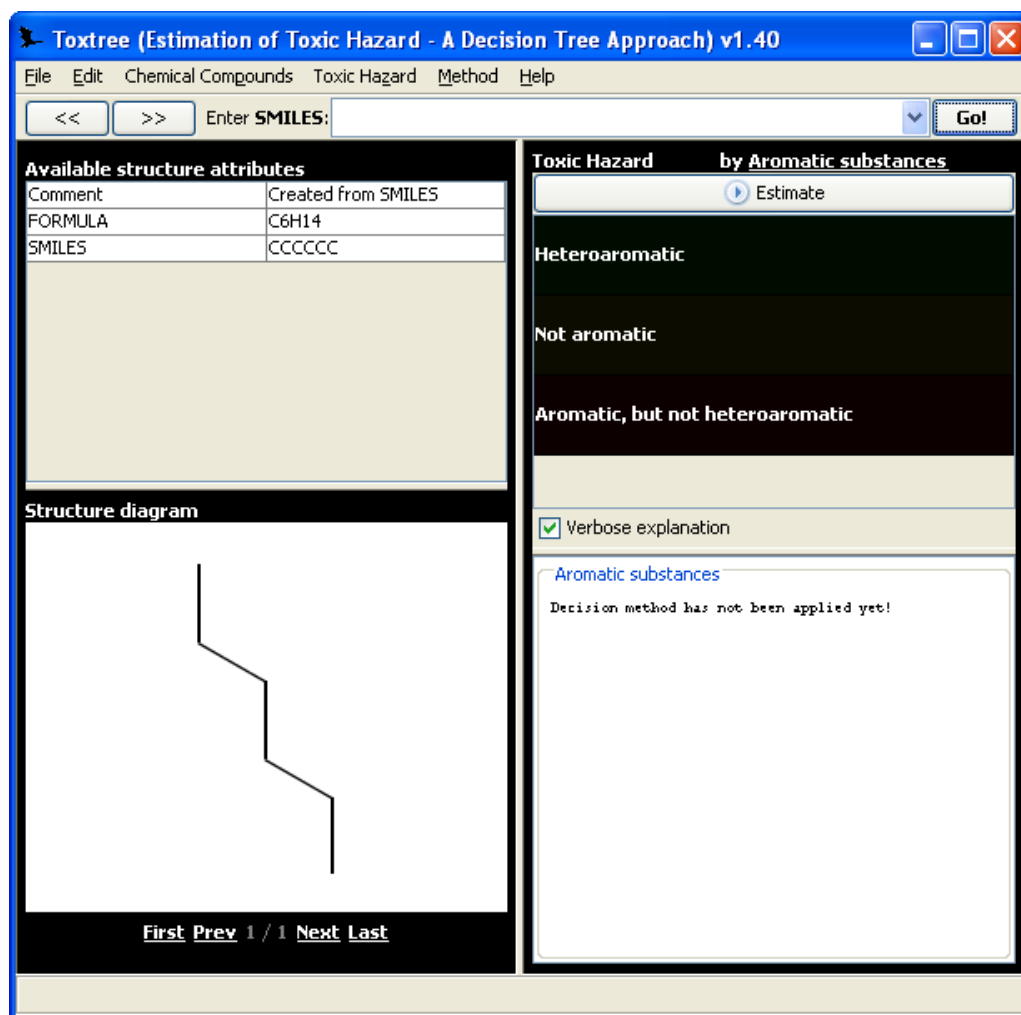 Toxtree (Estimation of Toxic Hazard - A Decision Tree Approach) v1.40
File Edit Chemical Compounds Toxic Hazard Method Help
<< >> Enter SMILES: Go!
Available structure attributes
Comment Created from SMILES
FORMULA C6H14
SMILES CCCCCC
Structure diagram
First Prev 1 / 1 Next Last
Toxic Hazard by Aromatic substances
Estimate
Heteroaromatic
Not aromatic
Aromatic, but not heteroaromatic
Verbose explanation
Aromatic substances
Decision method has not been applied yet!